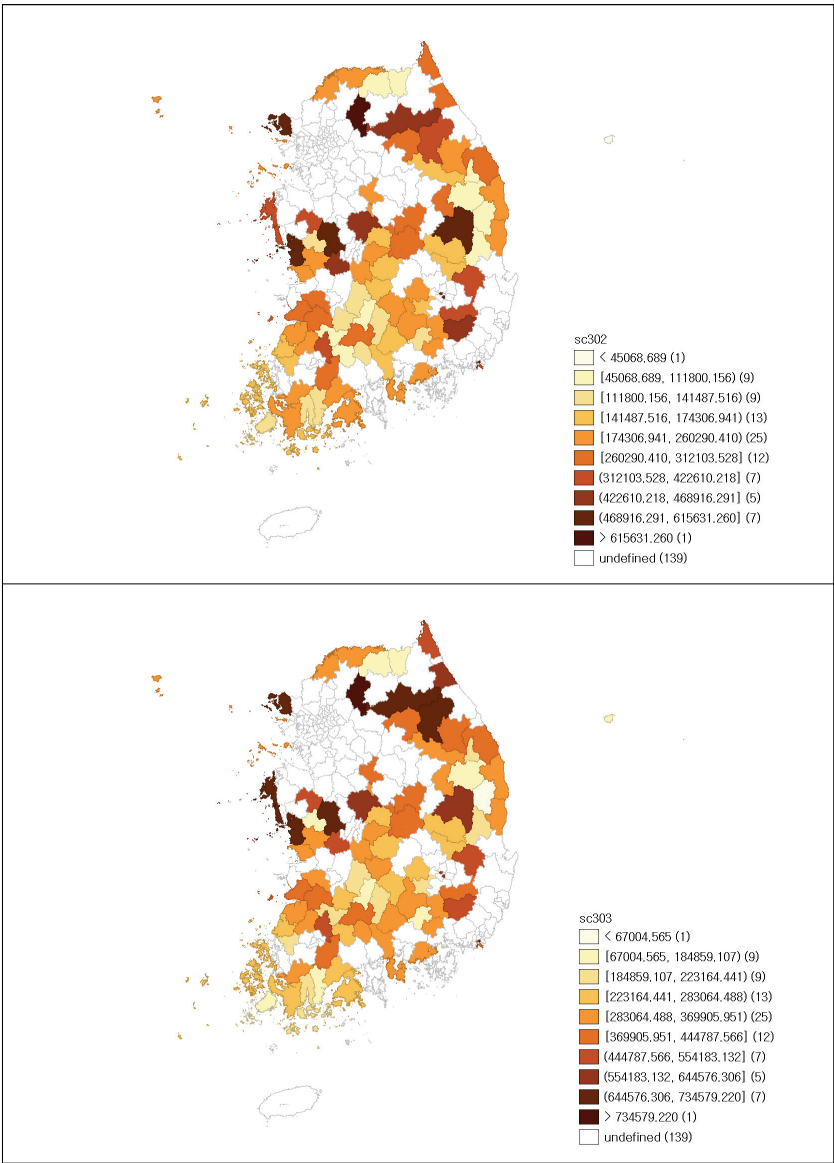 sc302
< 45068,689 (1)
[45068,689, 111800,156) (9)
[111800,156, 141487,516) (9)
[141487,516, 174306,941) (13)
[174306,941, 260290,410) (25)
[260290,410, 312103,528] (12)
(312103,528, 422610,218] (7)
(422610,218, 468916,291] (5)
(468916,291, 615631,260] (7)
> 615631,260 (1)
undefined (139)
sc303
< 67004,565 (1)
[67004,565, 184859,107) (9)
[184859,107, 223164,441) (9)
[223164,441, 283064,488) (13)
[283064,488, 369905,951) (25)
[369905,951, 444787,566] (12)
(444787,566, 554183,132] (7)
(554183,132, 644576,306] (5)
(644576,306, 734579,220] (7)
> 734579,220 (1)
undefined (139)